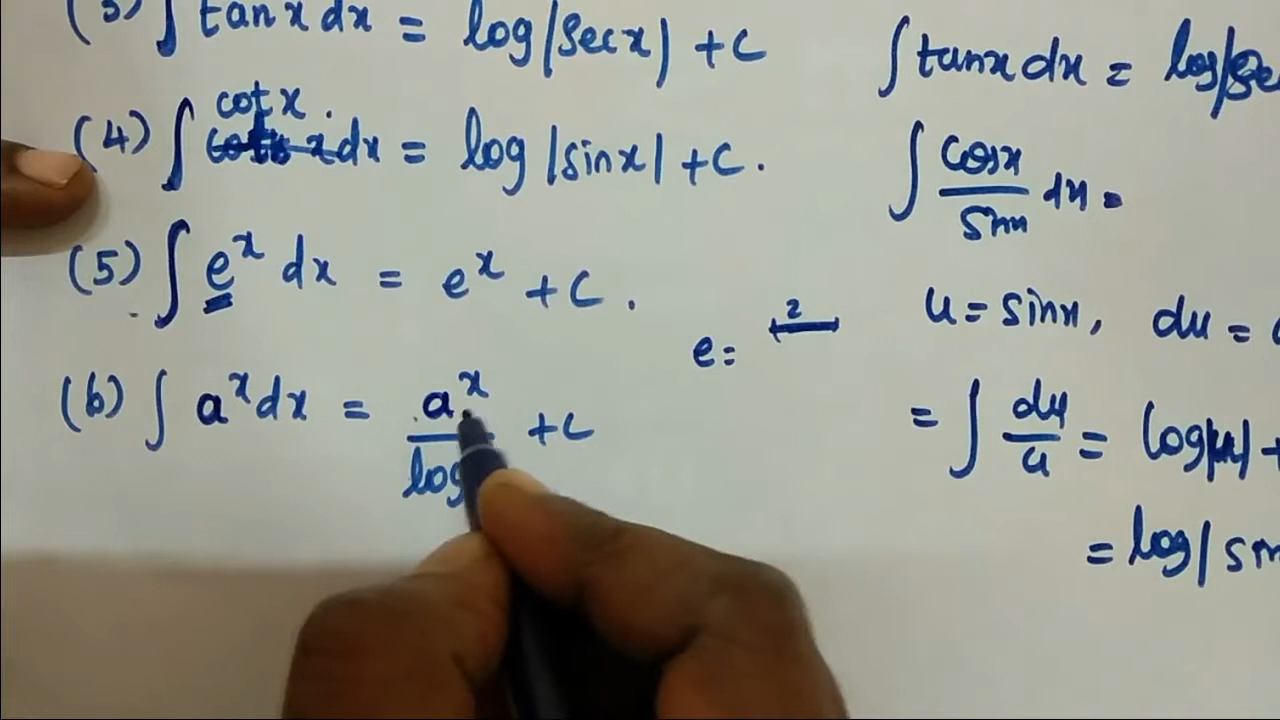 (3) ∫ tan x dx = log|sec x| + C
(4) ∫ cot x dx = log |sin x| + C.
(5) ∫ e^x dx = e^x + C.
(6) ∫ a^x dx = a^x / log + C
∫ tan x dx = log|se
∫ cos x / sin x dx =
2
e =
u = sin x, du =
= ∫ du / u = log|u| +
= log| sin